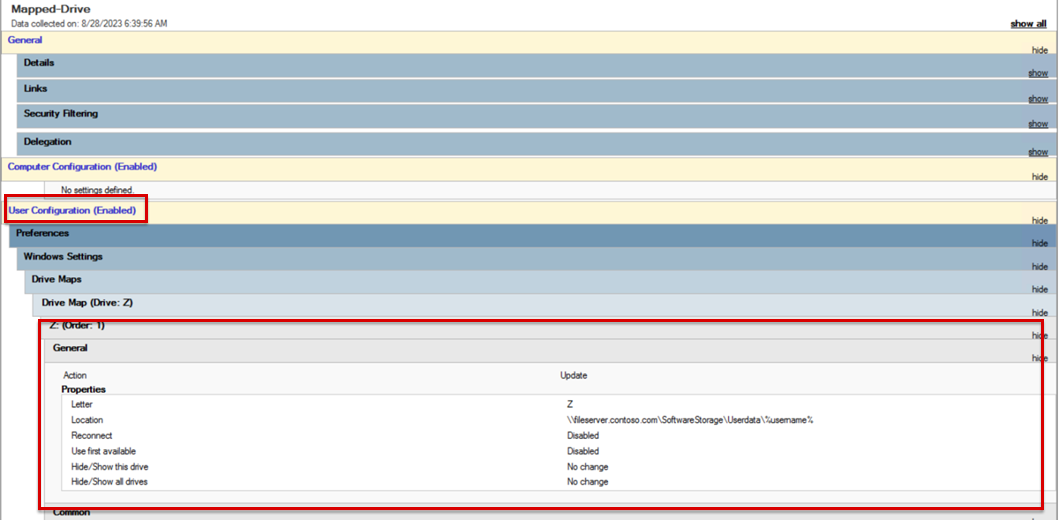 Mapped-Drive
Data collected on: 8/28/2023 6:39:56 AM
show all
General
hide
Details
show
Links
show
Security Filtering
show
Delegation
show
Computer Configuration (Enabled)
hide
No settings defined.
User Configuration (Enabled)
hide
Preferences
hide
Windows Settings
hide
Drive Maps
hide
Drive Map (Drive: Z)
hide
Z: (Order: 1)
hide
General
hide
Action Update
Properties
Letter Z
Location \\fileserver.contoso.com\SoftwareStorage\Userdata\%username%
Reconnect Disabled
Use first available Disabled
Hide/Show this drive No change
Hide/Show all drives No change
Common